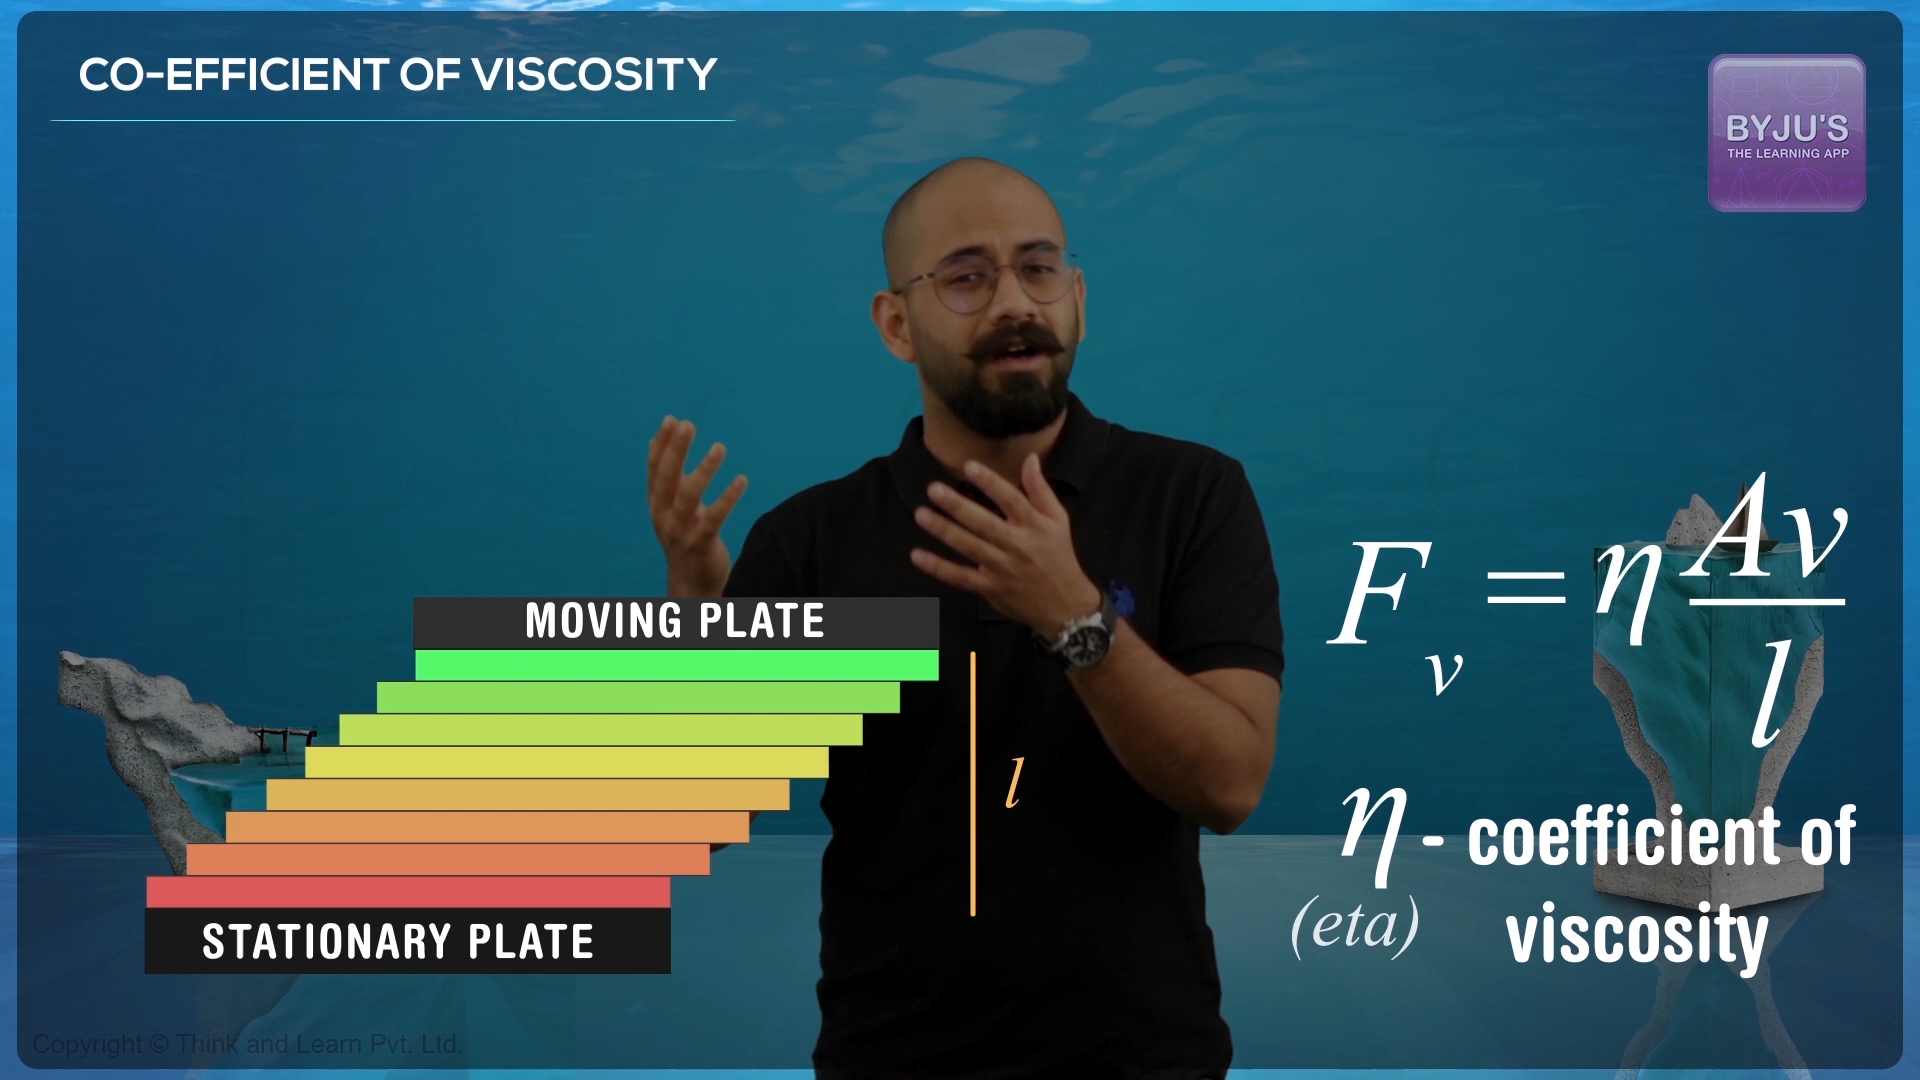 CO-EFFICIENT OF VISCOSITY
BYJU'S
THE LEARNING APP
MOVING PLATE
l
STATIONARY PLATE
F_v = η Av/l
η - coefficient of
(eta) viscosity
Copyright © Think and Learn Pvt. Ltd.